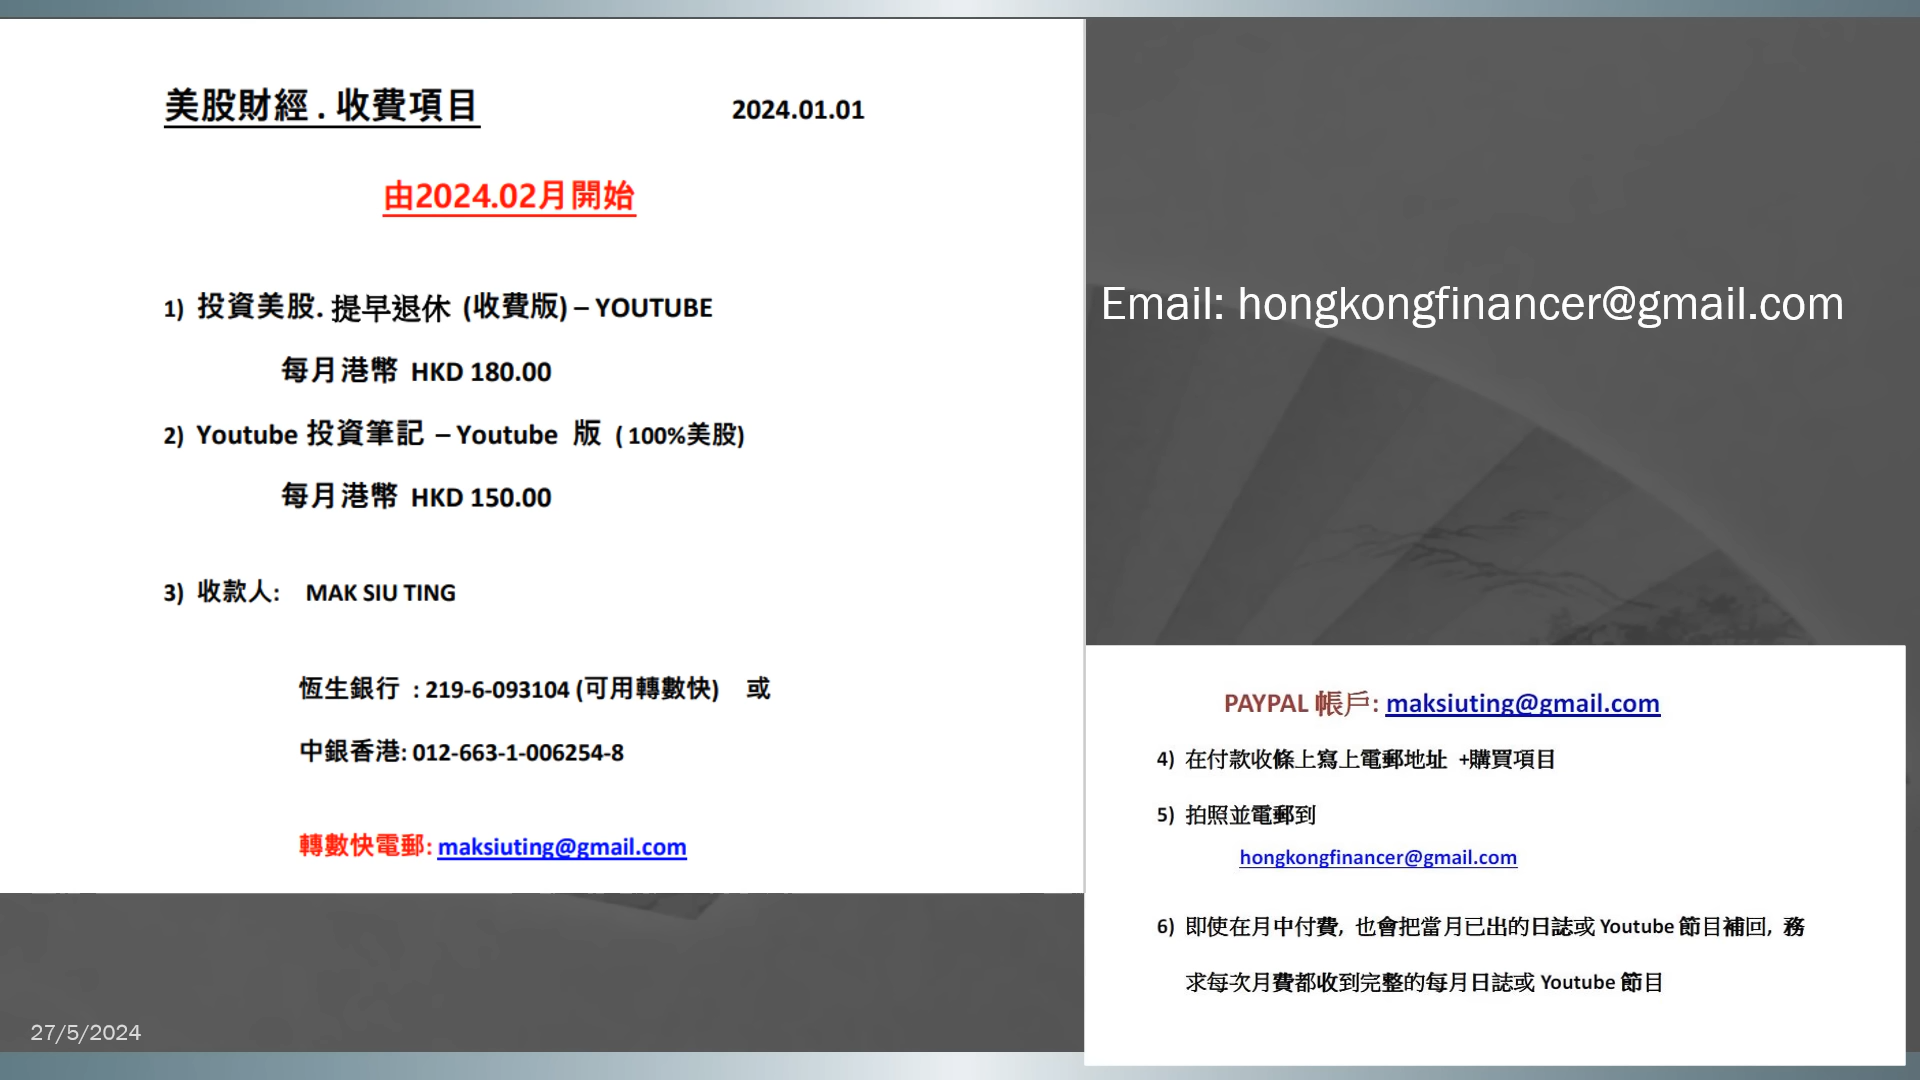 美股財經 . 收費項目 2024.01.01
由2024.02月開始
1) 投資美股. 提早退休 (收費版) – YOUTUBE
每月港幣 HKD 180.00
2) Youtube 投資筆記 – Youtube 版 ( 100%美股)
每月港幣 HKD 150.00
3) 收款人: MAK SIU TING
恆生銀行 : 219-6-093104 (可用轉數快) 或
中銀香港: 012-663-1-006254-8
轉數快電郵: maksiuting@gmail.com
Email: hongkongfinancer@gmail.com
PAYPAL 帳戶: maksiuting@gmail.com
4) 在付款收條上寫上電郵地址 +購買項目
5) 拍照並電郵到
hongkongfinancer@gmail.com
6) 即使在月中付費, 也會把當月已出的日誌或 Youtube 節目補回, 務
求每次月費都收到完整的每月日誌或 Youtube 節目
27/5/2024